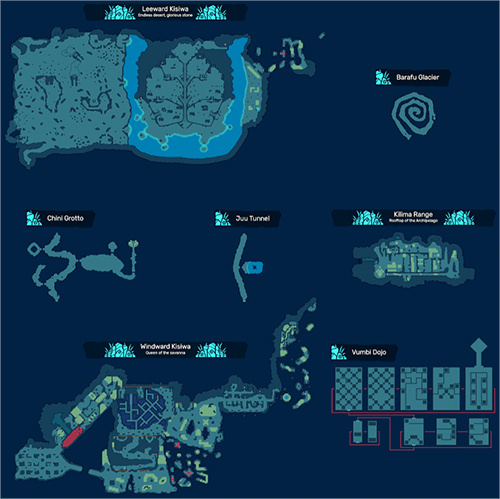 Leeward Kisiwa
Endless desert, glorious stone
Barafu Glacier
Chini Grotto
Juu Tunnel
Kilima Range
Rooftop of the Archipelago
Windward Kisiwa
Queen of the savanna
Vumbi Dojo